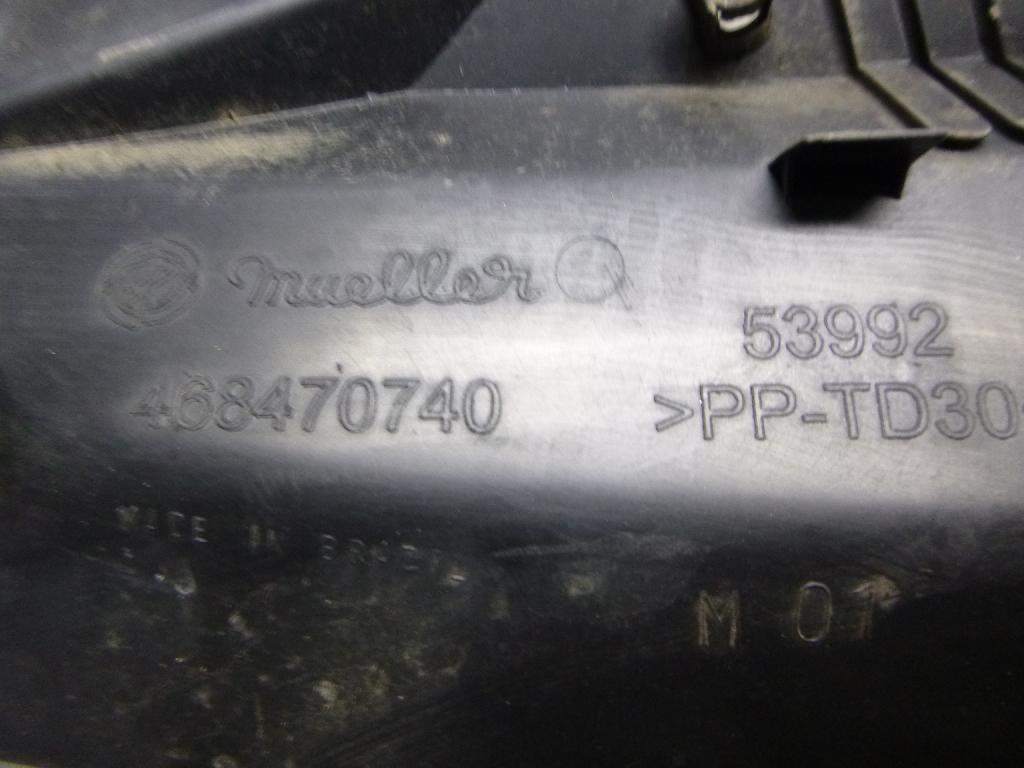 mueller
53992
468470740
>PP-TD30
MADE IN BRAZIL
M 01